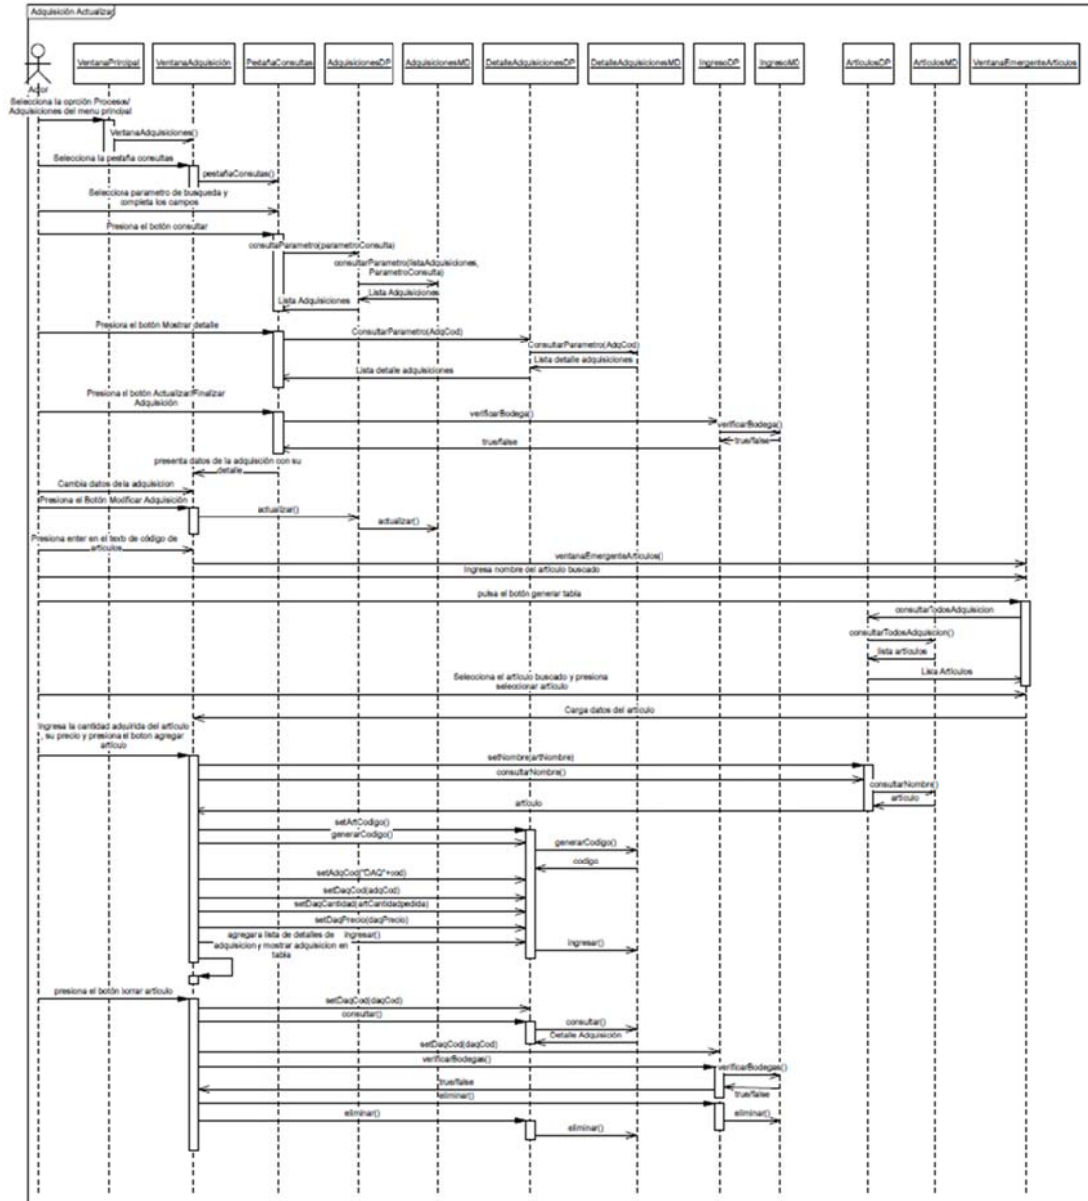 Adquisición Actualizar
VentanaPrincipal
VentanaAdquisición
PestañaConsultas
AdquisicionesDP
AdquisicionesMD
DetalleAdquisicionesDP
DetalleAdquisicionesMD
IngresoDP
IngresoMD
ArticulosDP
ArticulosMD
VentanaEmergenteArticulos
Actor
Selecciona la opción Procesos/
Adquisiciones del menu principal
VentanaAdquisiciones()
Selecciona la pestaña consultas
pestañaConsultas()
Selecciona parametro de busqueda y
completa los campos
Presiona el botón consultar
consultaParametro(parametroConsulta)
consultarParametro(listaAdquisiciones,
ParametroConsulta)
Lista Adquisiciones
Lista Adquisiciones
Presiona el botón Mostrar detalle
ConsultarParametro(AdqCod)
ConsultarParametro(AdqCod)
Lista detalle adquisiciones
Lista detalle adquisiciones
Presiona el botón Actualizar/Finalizar
Adquisición
verificarBodega()
verificarBodega()
true/false
true/false
presenta datos de la adquisción con su
detalle
Cambia datos de la adquisicion
Presiona el Botón Modificar Adquisición
actualizar()
actualizar()
Presiona enter en el texto de código de
articulos
ventanaEmergenteArticulos()
Ingresa nombre del articulo buscado
pulsa el botón generar tabla
consultarTodosAdquisicion
consultarTodosAdquisicion()
lista articulos
Lista Articulos
Selecciona el articulo buscado y presiona
seleccionar articulo
Carga datos del articulo
Ingresa la cantidad adquirida del articulo
, su precio y presiona el boton agregar
articulo
setNombre(artNombre)
consultarNombre()
consultarNombre()
articulo
articulo
setArtCodigo()
generarCodigo()
generarCodigo()
codigo
setAdqCod("DAQ"+cod)
setDaqCod(adqCod)
setDaqCantidad(artCantidadpedida)
setDaqPrecio(daqPrecio)
agregar a lista de detalles de
adquisicion y mostrar adquisicion en
tabla
ingresar()
ingresar()
presiona el botón borrar articulo
setDaqCod(daqCod)
consultar()
consultar()
Detalle Adquisición
setDaqCod(daqCod)
verificarBodegas()
verificarBodegas()
true/false
true/false
eliminar()
eliminar()
eliminar()
eliminar()